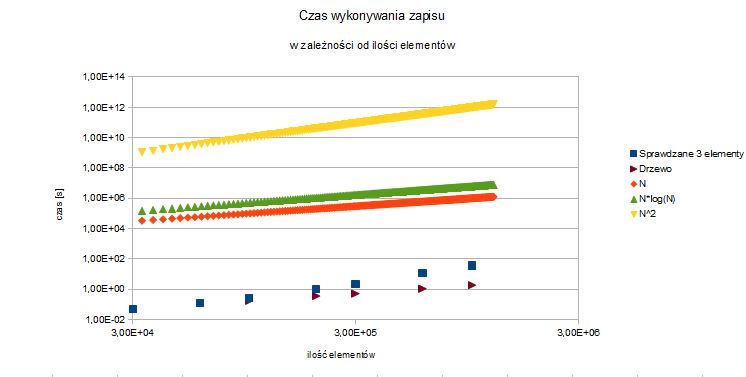 Czas wykonywania zapisu
w zależności od ilości elementów
1,00E+14
1,00E+12
1,00E+10
1,00E+08
1,00E+06
1,00E+04
1,00E+02
1,00E+00
1,00E-02
czas [s]
3,00E+04
3,00E+05
3,00E+06
ilość elementów
Sprawdzane 3 elementy
Drzewo
N
N*log(N)
N^2